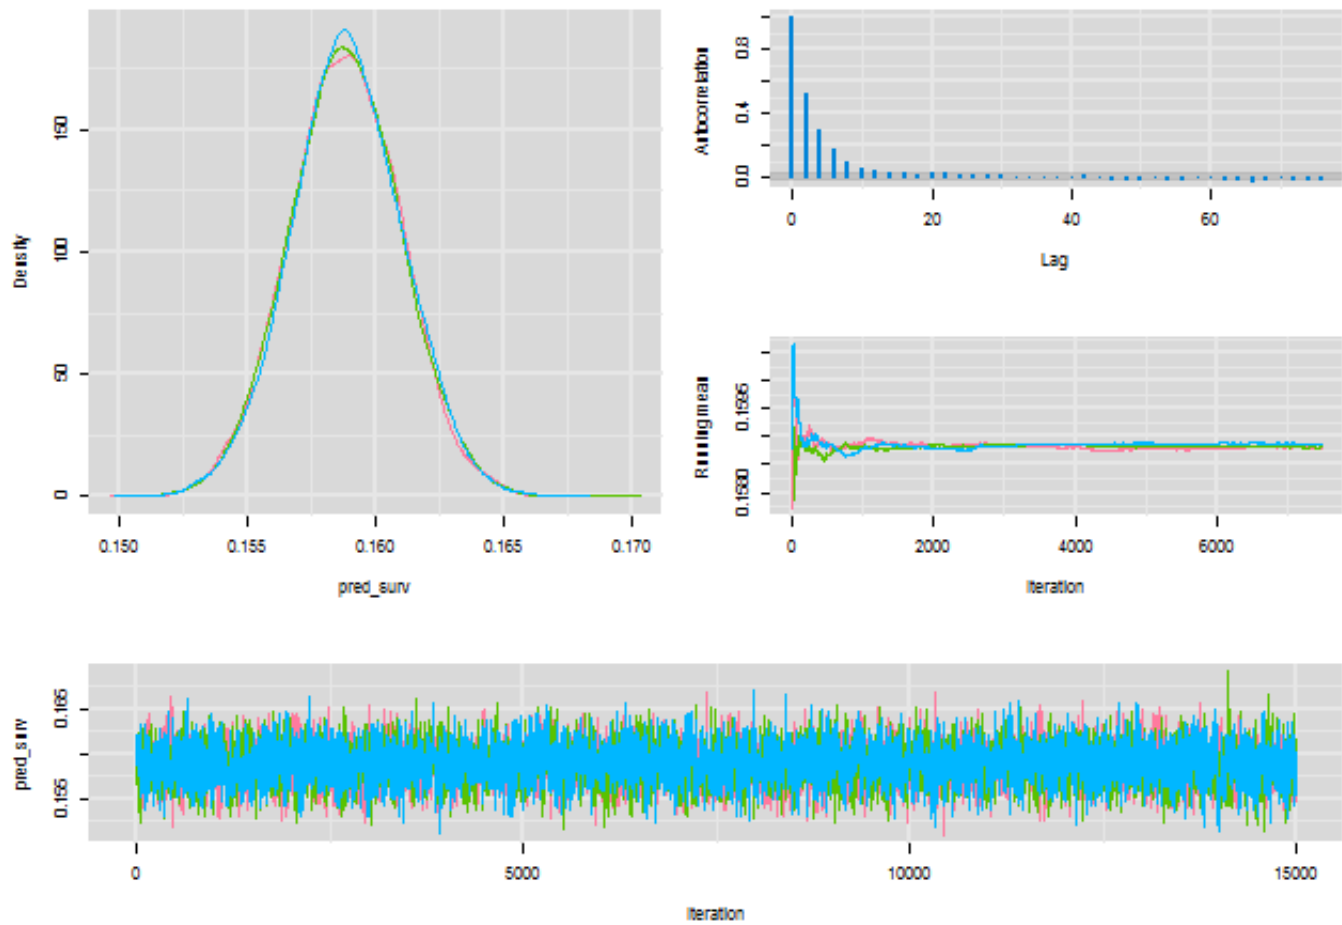 Density
150
100
50
0
0.150 0.155 0.160 0.165 0.170
pred_surv
Autocorrelation
0.8
0.4
0.0
0 20 40 60
Lag
Running mean
0.1595
0.1580
0 2000 4000 6000
Iteration
pred_surv
0.165
0.155
0 5000 10000 15000
Iteration